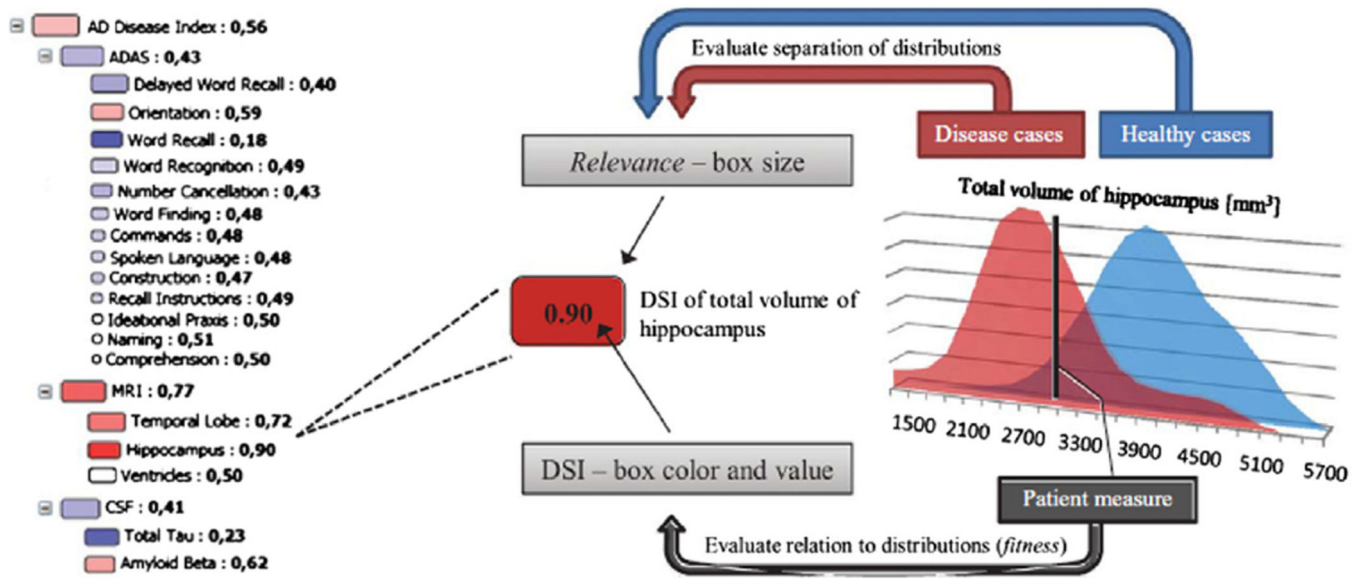 AD Disease Index : 0,56
ADAS : 0,43
Delayed Word Recall : 0,40
Orientation : 0,59
Word Recall : 0,18
Word Recognition : 0,49
Number Cancellation : 0,43
Word Finding : 0,48
Commands : 0,48
Spoken Language : 0,48
Construction : 0,47
Recall Instructions : 0,49
Ideational Praxis : 0,50
Naming : 0,51
Comprehension : 0,50
MRI : 0,77
Temporal Lobe : 0,72
Hippocampus : 0,90
Ventricles : 0,50
CSF : 0,41
Total Tau : 0,23
Amyloid Beta : 0,62
Evaluate separation of distributions
Disease cases
Healthy cases
Relevance – box size
0.90
DSI of total volume of
hippocampus
DSI – box color and value
Total volume of hippocampus [mm³]
1500 2100 2700 3300 3900 4500 5100 5700
Patient measure
Evaluate relation to distributions (fitness)